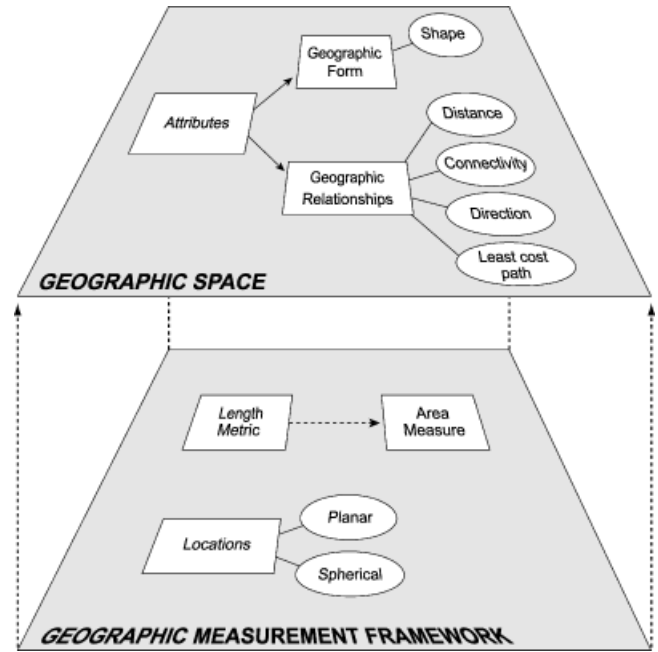 Geographic
Form
Shape
Attributes
Distance
Geographic
Relationships
Connectivity
Direction
Least cost
path
GEOGRAPHIC SPACE
Length
Metric
Area
Measure
Locations
Planar
Spherical
GEOGRAPHIC MEASUREMENT FRAMEWORK